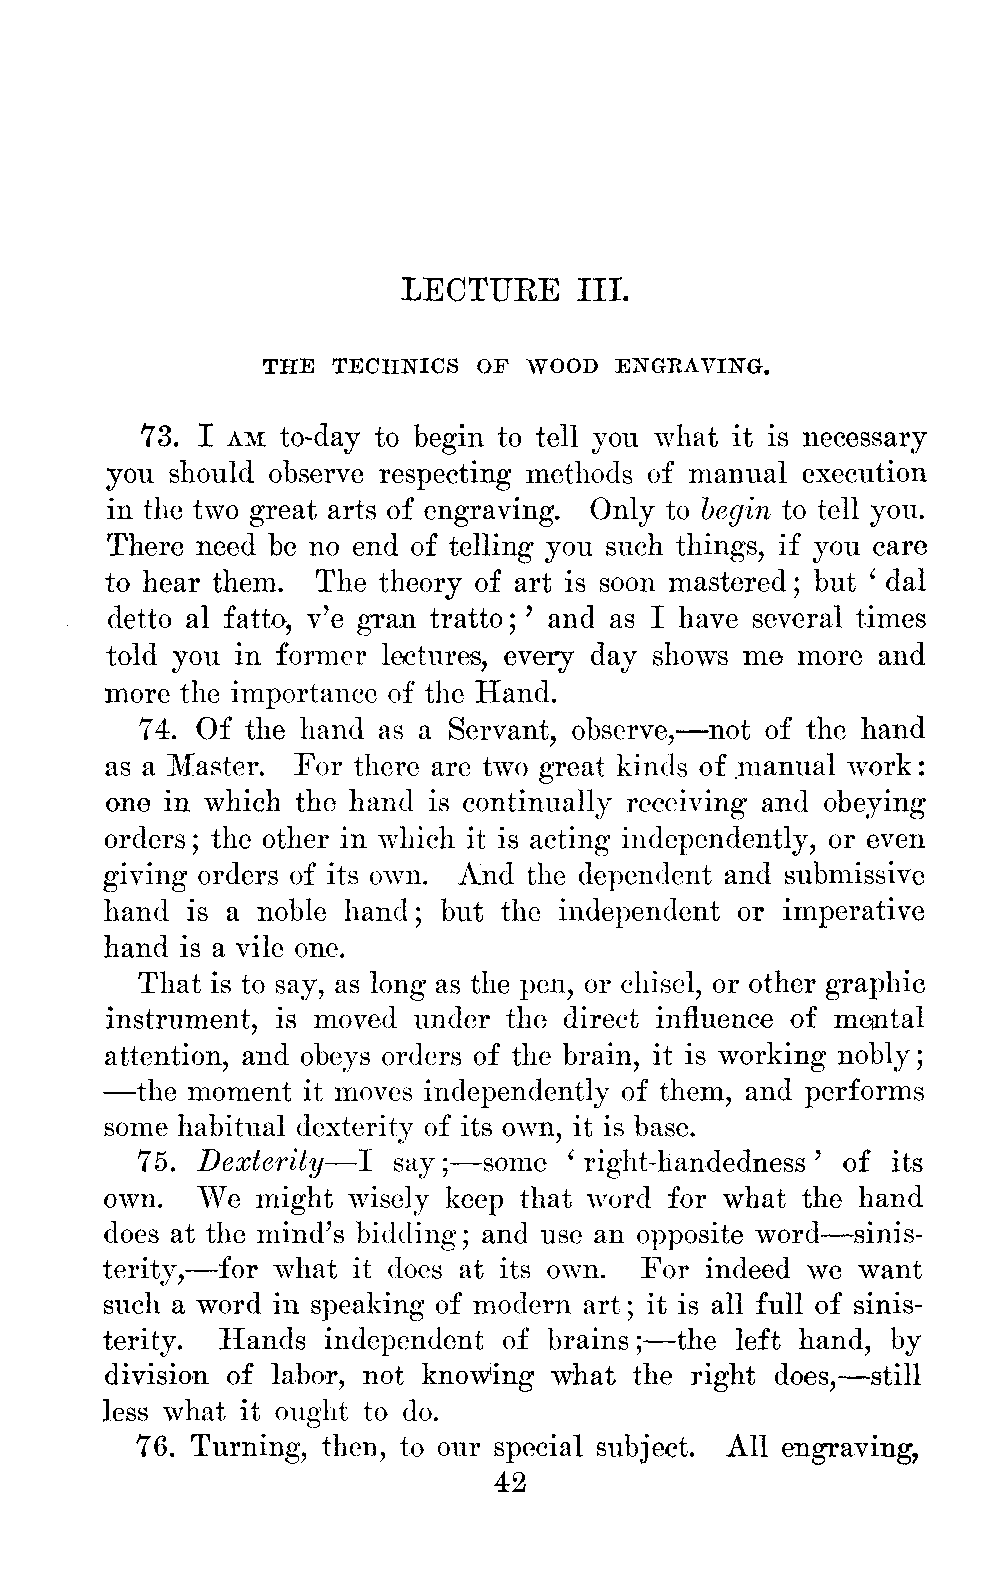 LECTURE III.
THE TECHNICS OF WOOD ENGRAVING.
73. I AM to-day to begin to tell you what it is necessary
you should observe respecting methods of manual execution
in the two great arts of engraving. Only to begin to tell you.
There need be no end of telling you such things, if you care
to hear them. The theory of art is soon mastered; but ‘dal
detto al fatto, v’e gran tratto;’ and as I have several times
told you in former lectures, every day shows me more and
more the importance of the Hand.
74. Of the hand as a Servant, observe,—not of the hand
as a Master. For there are two great kinds of manual work:
one in which the hand is continually receiving and obeying
orders; the other in which it is acting independently, or even
giving orders of its own. And the dependent and submissive
hand is a noble hand; but the independent or imperative
hand is a vile one.
That is to say, as long as the pen, or chisel, or other graphic
instrument, is moved under the direct influence of mental
attention, and obeys orders of the brain, it is working nobly;
—the moment it moves independently of them, and performs
some habitual dexterity of its own, it is base.
75. Dexterity—I say;—some ‘right-handedness’ of its
own. We might wisely keep that word for what the hand
does at the mind’s bidding; and use an opposite word—sinis-
terity,—for what it does at its own. For indeed we want
such a word in speaking of modern art; it is all full of sinis-
terity. Hands independent of brains;—the left hand, by
division of labor, not knowing what the right does,—still
less what it ought to do.
76. Turning, then, to our special subject. All engraving,
42